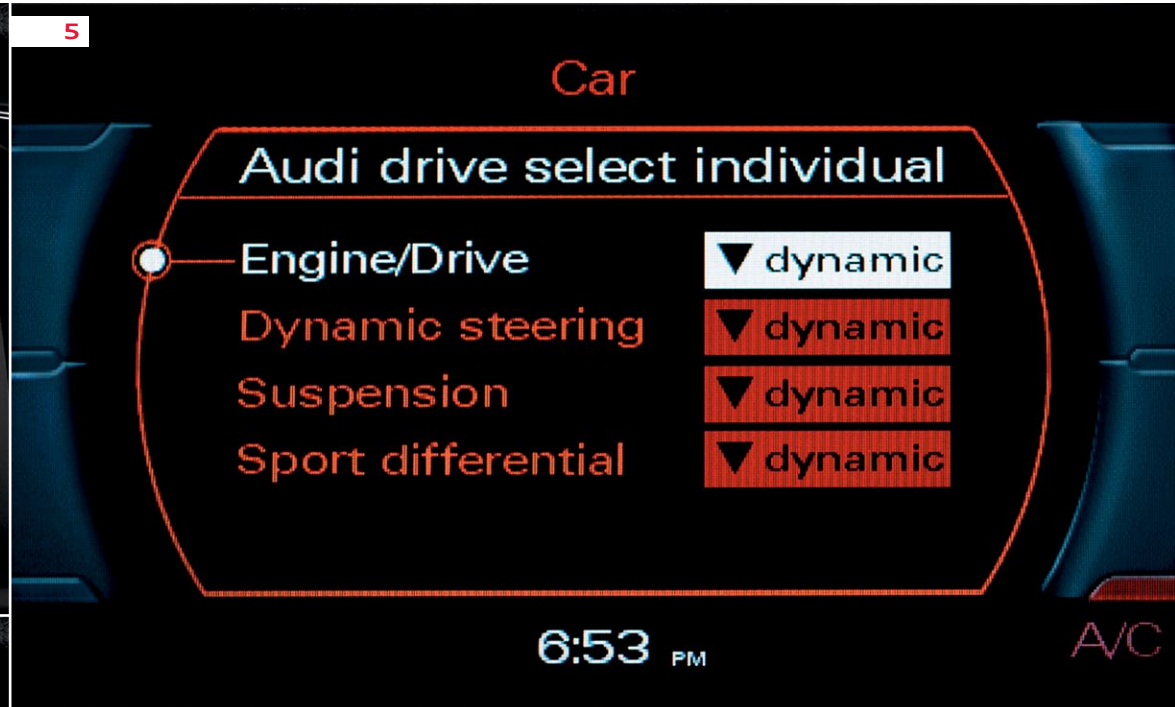 5
Car
Audi drive select individual
Engine/Drive ▼ dynamic
Dynamic steering ▼ dynamic
Suspension ▼ dynamic
Sport differential ▼ dynamic
6:53 PM
A/C